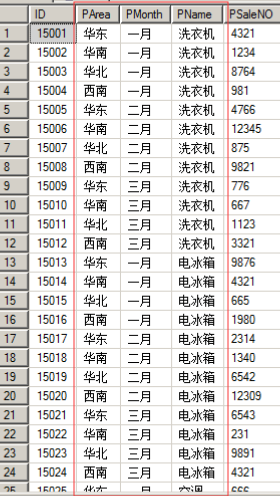 ID PArea PMonth PName PSaleNO
1 15001 华东 一月 洗衣机 4321
2 15002 华南 一月 洗衣机 1234
3 15003 华北 一月 洗衣机 8764
4 15004 西南 一月 洗衣机 981
5 15005 华东 二月 洗衣机 4766
6 15006 华南 二月 洗衣机 12345
7 15007 华北 二月 洗衣机 875
8 15008 西南 二月 洗衣机 9821
9 15009 华东 三月 洗衣机 776
10 15010 华南 三月 洗衣机 667
11 15011 华北 三月 洗衣机 1123
12 15012 西南 三月 洗衣机 3321
13 15013 华东 一月 电冰箱 9876
14 15014 华南 一月 电冰箱 4321
15 15015 华北 一月 电冰箱 665
16 15016 西南 一月 电冰箱 1980
17 15017 华东 二月 电冰箱 2314
18 15018 华南 二月 电冰箱 1340
19 15019 华北 二月 电冰箱 6542
20 15020 西南 二月 电冰箱 12309
21 15021 华东 三月 电冰箱 6543
22 15022 华南 三月 电冰箱 231
23 15023 华北 三月 电冰箱 9891
24 15024 西南 三月 电冰箱 4321